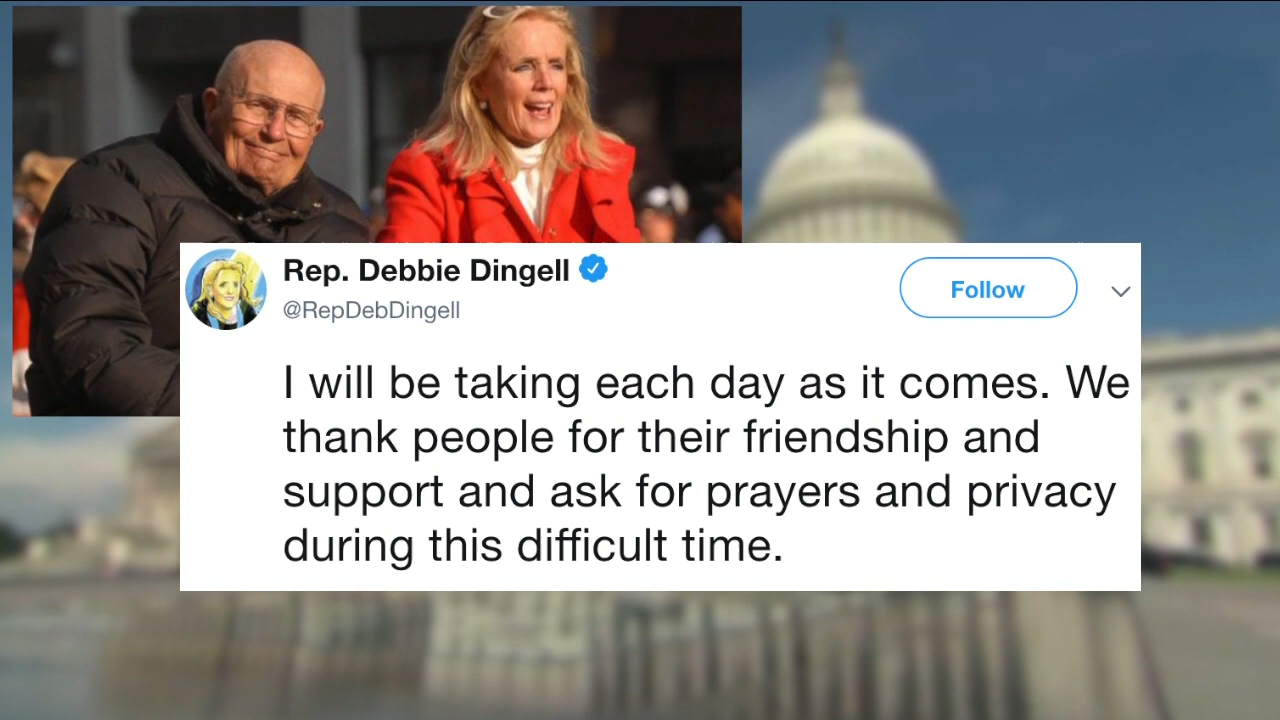 Rep. Debbie Dingell
@RepDebDingell
Follow
I will be taking each day as it comes. We
thank people for their friendship and
support and ask for prayers and privacy
during this difficult time.